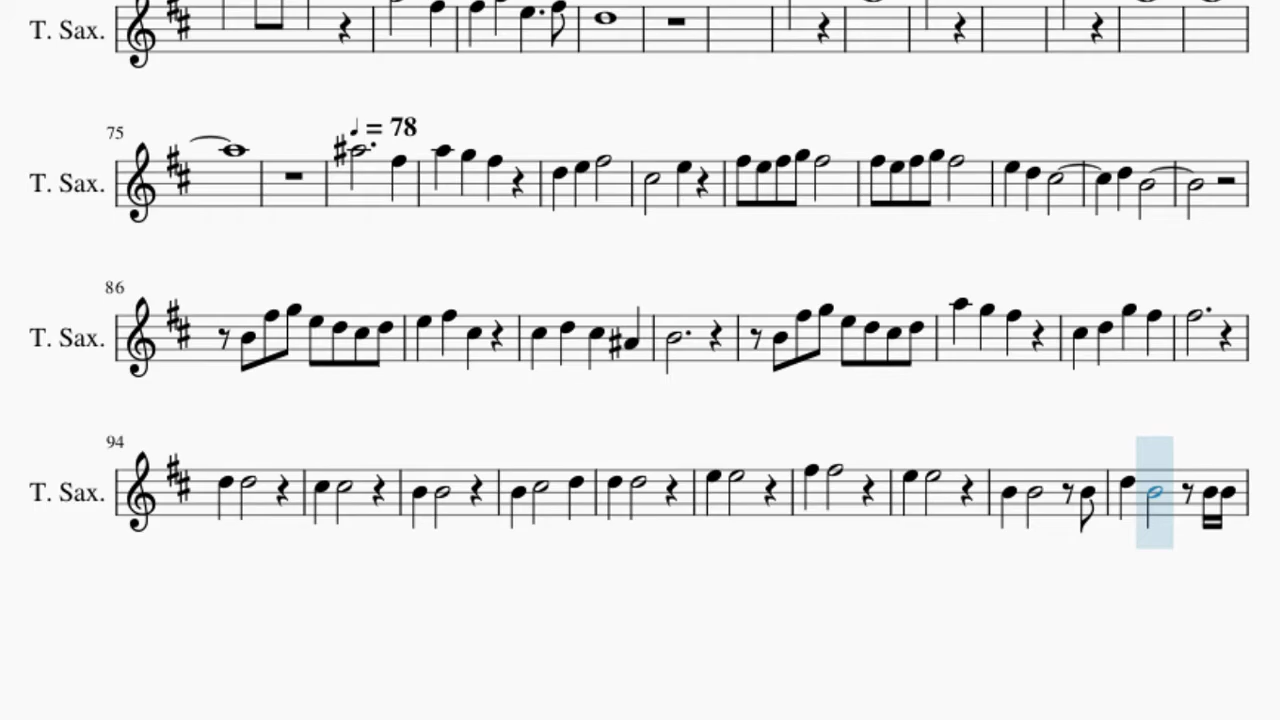 T. Sax.
75
♩ = 78
T. Sax.
86
T. Sax.
94
T. Sax.